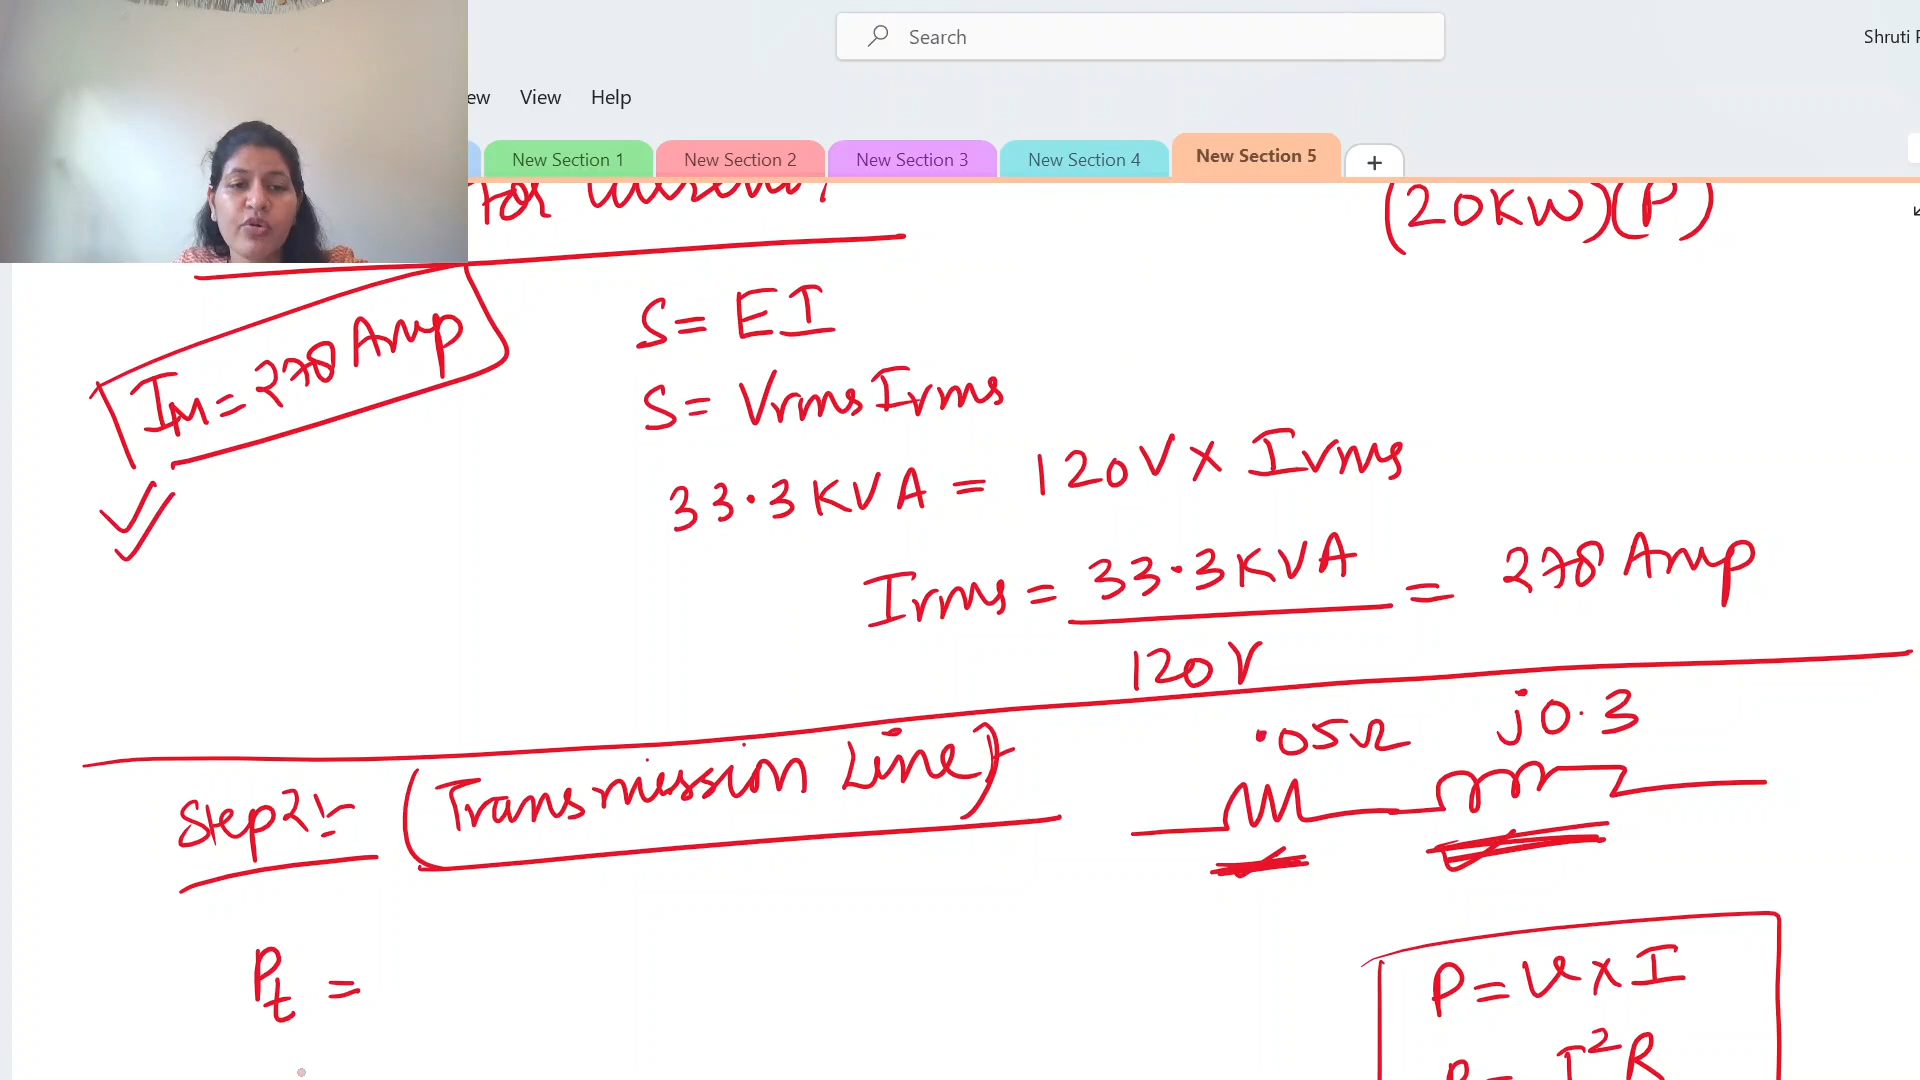 Search
Shruti
ew View Help
New Section 1 New Section 2 New Section 3 New Section 4 New Section 5 +
for
(20KW)(P)
IM = 278 Amp
S = EI
S = Vrms Irms
33.3 KVA = 120V x Irms
Irms = 33.3 KVA / 120 V = 278 Amp
Step 2:- (Transmission Line)
.05Ω j0.3
Pt =
P = V x I
P = I²R